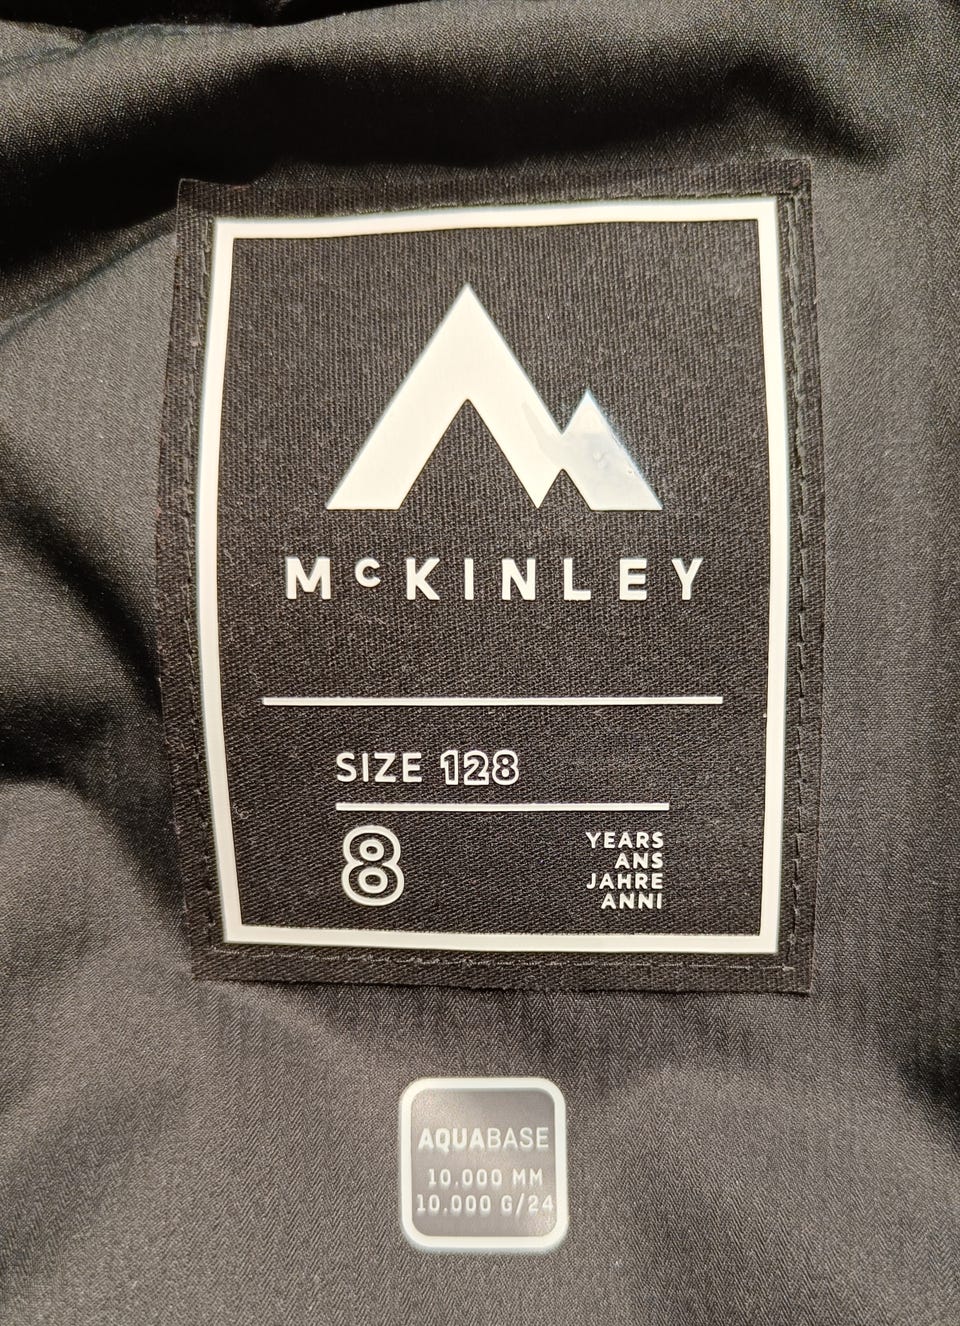 McKINLEY
SIZE 128
8
YEARS
ANS
JAHRE
ANNI
AQUABASE
10.000 MM
10.000 G/24